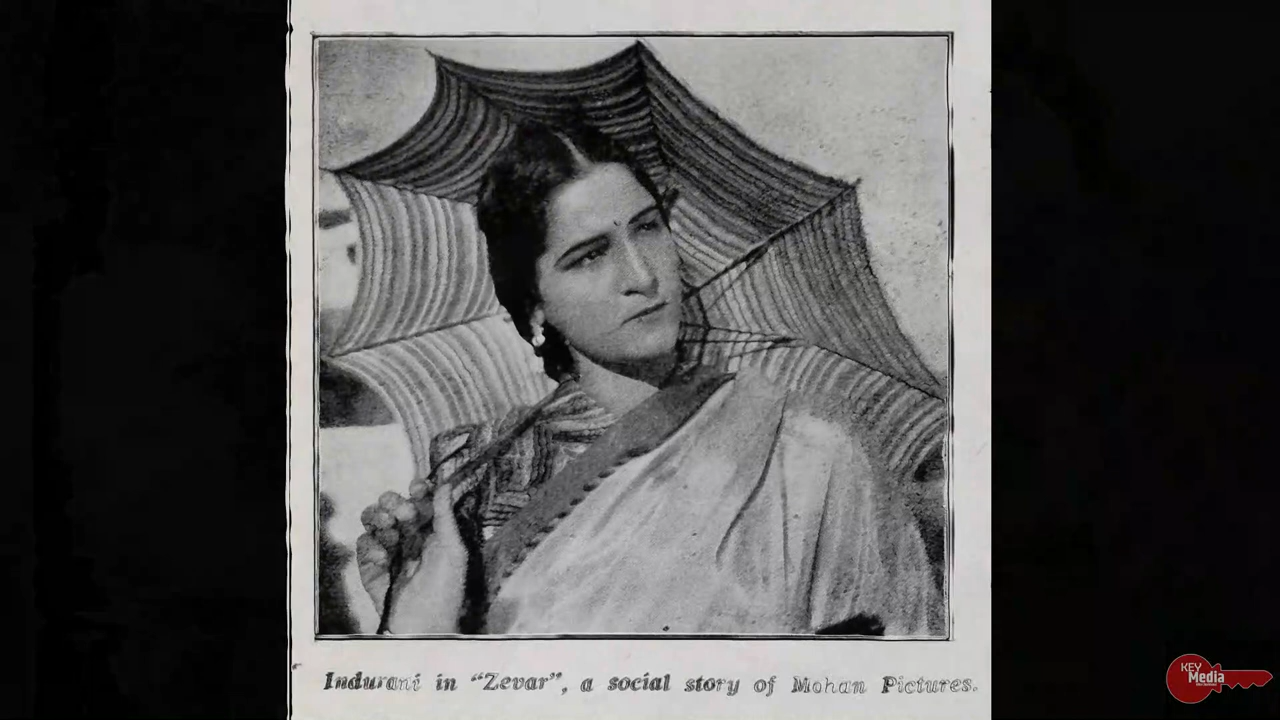 Indurani in “Zevar”, a social story of Mohan Pictures.
KEY
Media